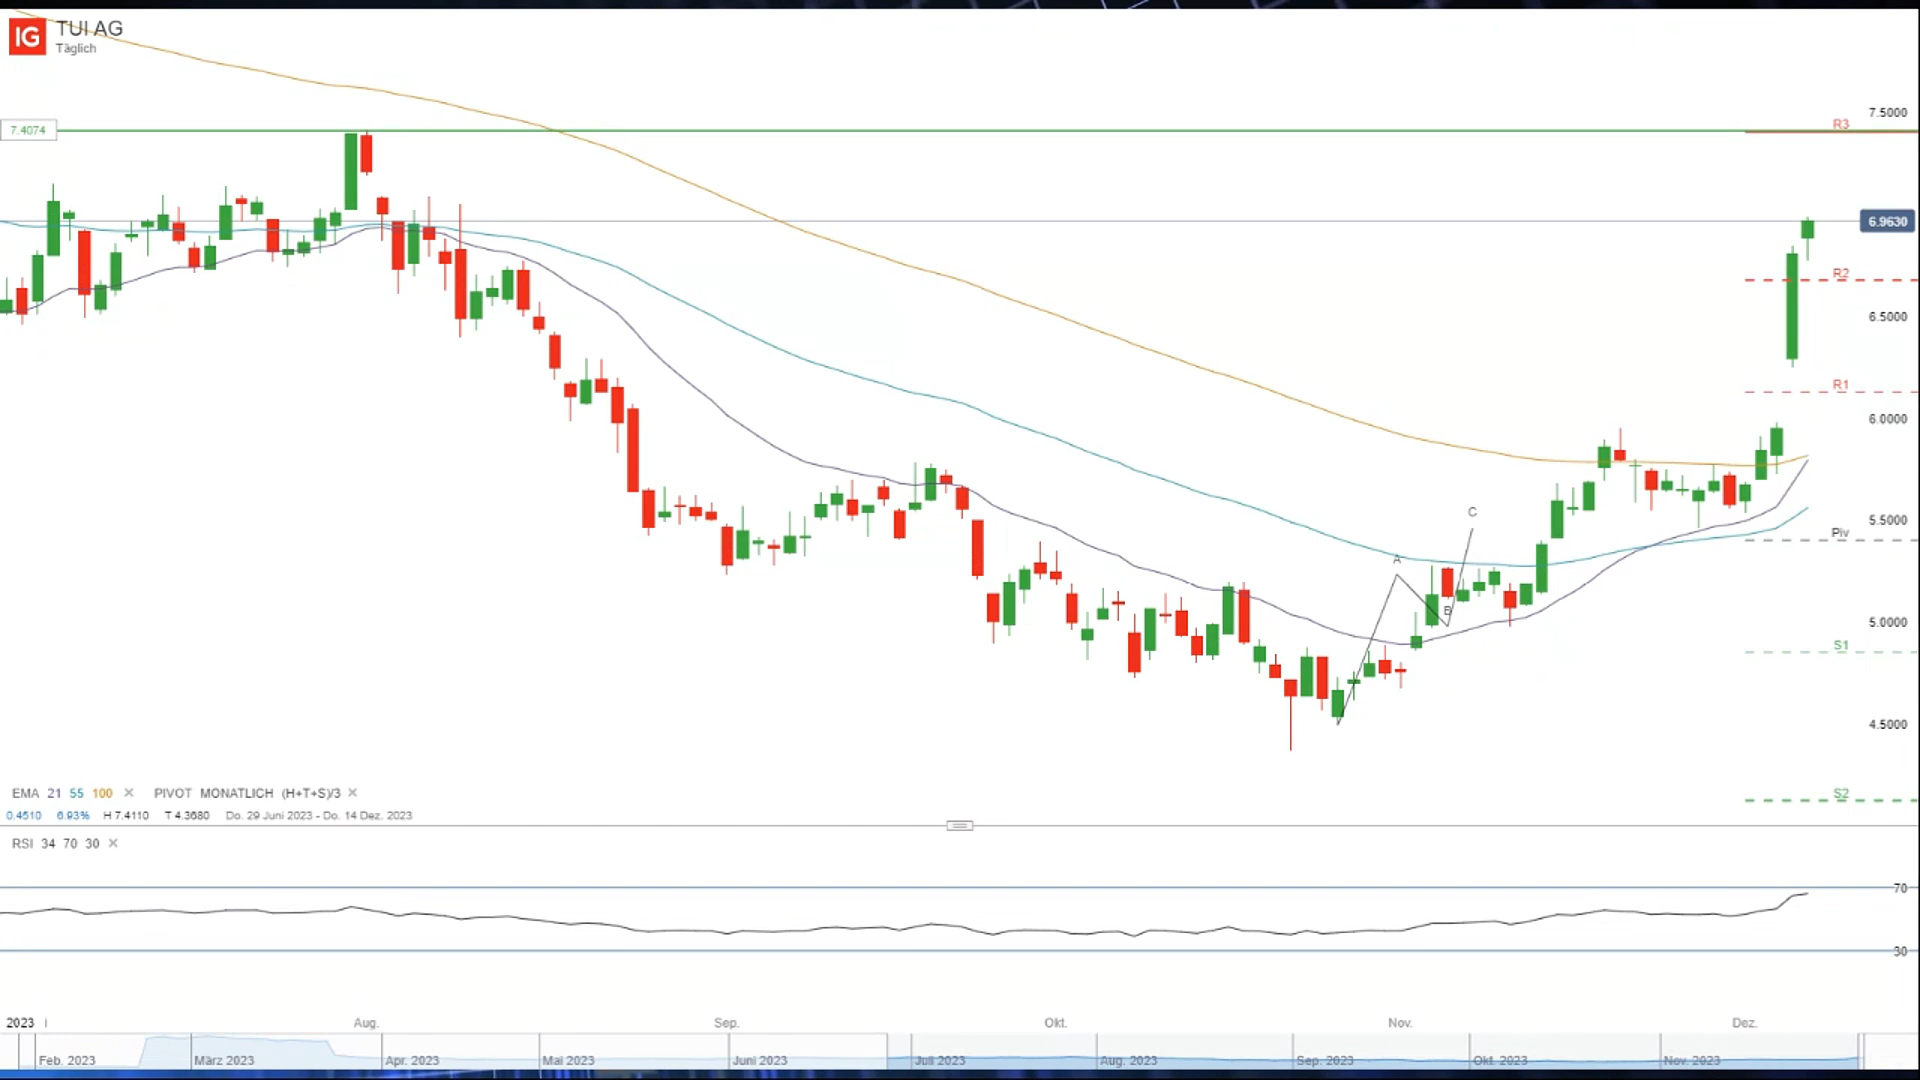 IG TUI AG
Täglich
7.5000
7.4074
R3
6.9630
R2
6.5000
R1
6.0000
5.5000
C
Piv
A
B
5.0000
S1
4.5000
EMA 21 55 100 × PIVOT MONATLICH (H+T+S)/3 ×
S2
0.4510 6.93% H 7.4110 T 4.3680 Do. 29 Juni 2023 - Do. 14 Dez. 2023
RSI 34 70 30 ×
70
30
2023 Aug. Sep. Okt. Nov. Dez.
Feb. 2023 März 2023 Apr. 2023 Mai 2023 Juni 2023 Juli 2023 Aug. 2023 Sep. 2023 Okt. 2023 Nov. 2023